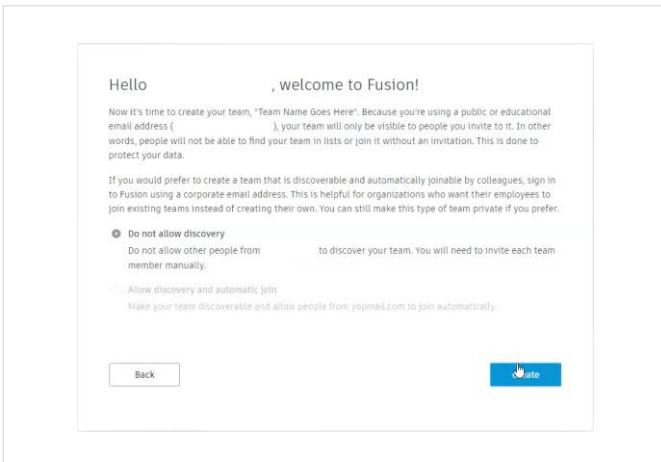 Hello , welcome to Fusion!
Now it's time to create your team, "Team Name Goes Here". Because you're using a public or educational
email address ( ), your team will only be visible to people you invite to it. In other
words, people will not be able to find your team in lists or join it without an invitation. This is done to
protect your data.
If you would prefer to create a team that is discoverable and automatically joinable by colleagues, sign in
to Fusion using a corporate email address. This is helpful for organizations who want their employees to
join existing teams instead of creating their own. You can still make this type of team private if you prefer.
Do not allow discovery
Do not allow other people from to discover your team. You will need to invite each team
member manually.
Allow discovery and automatic join
Make your team discoverable and allow people from yopmail.com to join automatically.
Back
Create